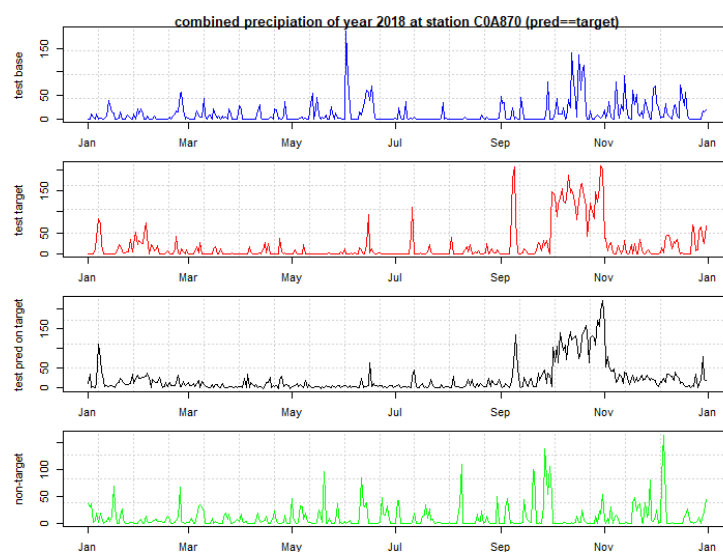 combined precipiation of year 2018 at station C0A870 (pred==target)
test base
0 50 150
Jan Mar May Jul Sep Nov Jan
test target
0 50 150
Jan Mar May Jul Sep Nov Jan
test pred on target
0 50 150
Jan Mar May Jul Sep Nov Jan
non-target
0 50 100
Jan Mar May Jul Sep Nov Jan